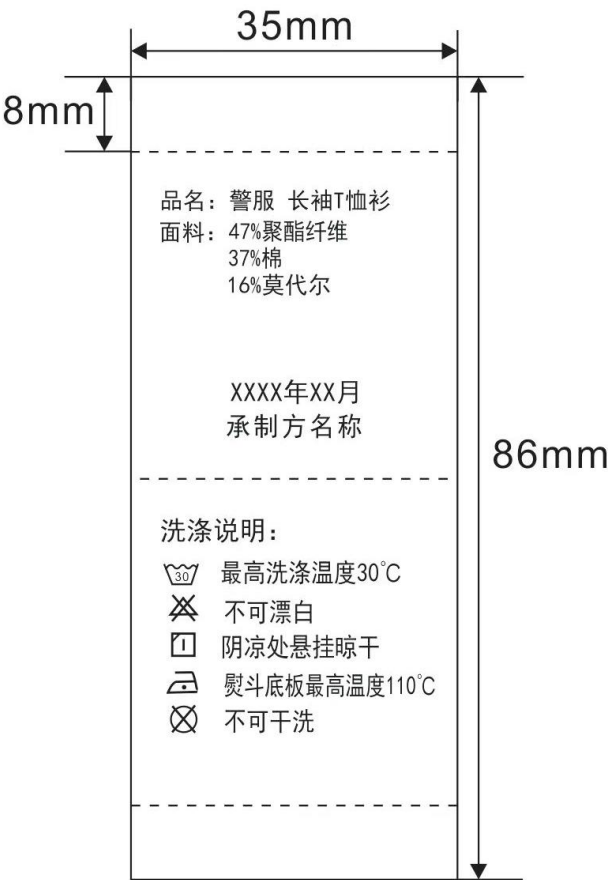 35mm
8mm
品名：警服 长袖T恤衫
面料：47%聚酯纤维
37%棉
16%莫代尔
XXXX年XX月
承制方名称
86mm
洗涤说明：
30 最高洗涤温度30℃
不可漂白
阴凉处悬挂晾干
熨斗底板最高温度110℃
不可干洗